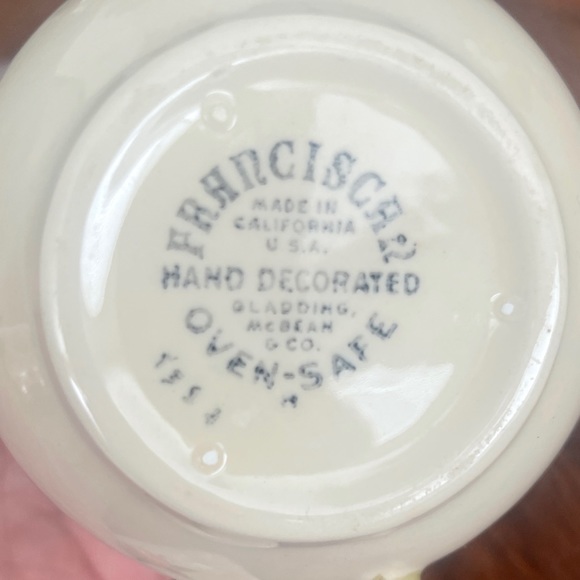 FRANCISCAN
MADE IN
CALIFORNIA
U.S.A.
HAND DECORATED
GLADDING,
McBEAN
& CO.
OVEN-SAFE